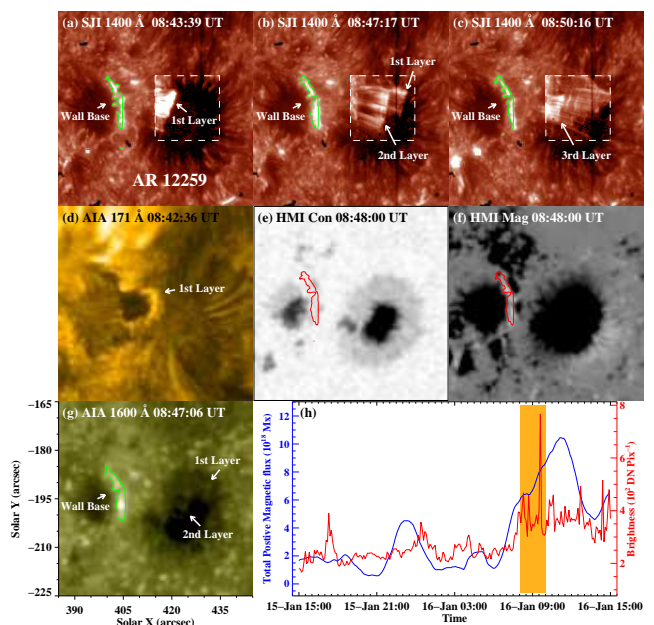 (a) SJI 1400 Å 08:43:39 UT
Wall Base
1st Layer
AR 12259
(b) SJI 1400 Å 08:47:17 UT
1st Layer
Wall Base
2nd Layer
(c) SJI 1400 Å 08:50:16 UT
Wall Base
3rd Layer
(d) AIA 171 Å 08:42:36 UT
1st Layer
(e) HMI Con 08:48:00 UT
(f) HMI Mag 08:48:00 UT
(g) AIA 1600 Å 08:47:06 UT
1st Layer
Wall Base
2nd Layer
Solar Y (arcsec)
−165
−180
−195
−210
−225
390 405 420 435
Solar X (arcsec)
(h)
Total Postive Magnetic flux (10¹⁸ Mx)
12
10
8
6
4
2
0
Brightness (10² DN Pix⁻¹)
8
6
4
2
15−Jan 15:00 15−Jan 21:00 16−Jan 03:00 16−Jan 09:00 16−Jan 15:00
Time